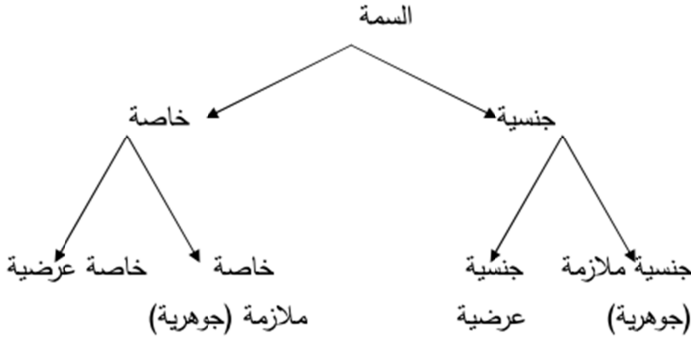 السمة
جنسية
خاصة
جنسية ملازمة
(جوهرية)
جنسية
عرضية
خاصة
ملازمة (جوهرية)
خاصة عرضية